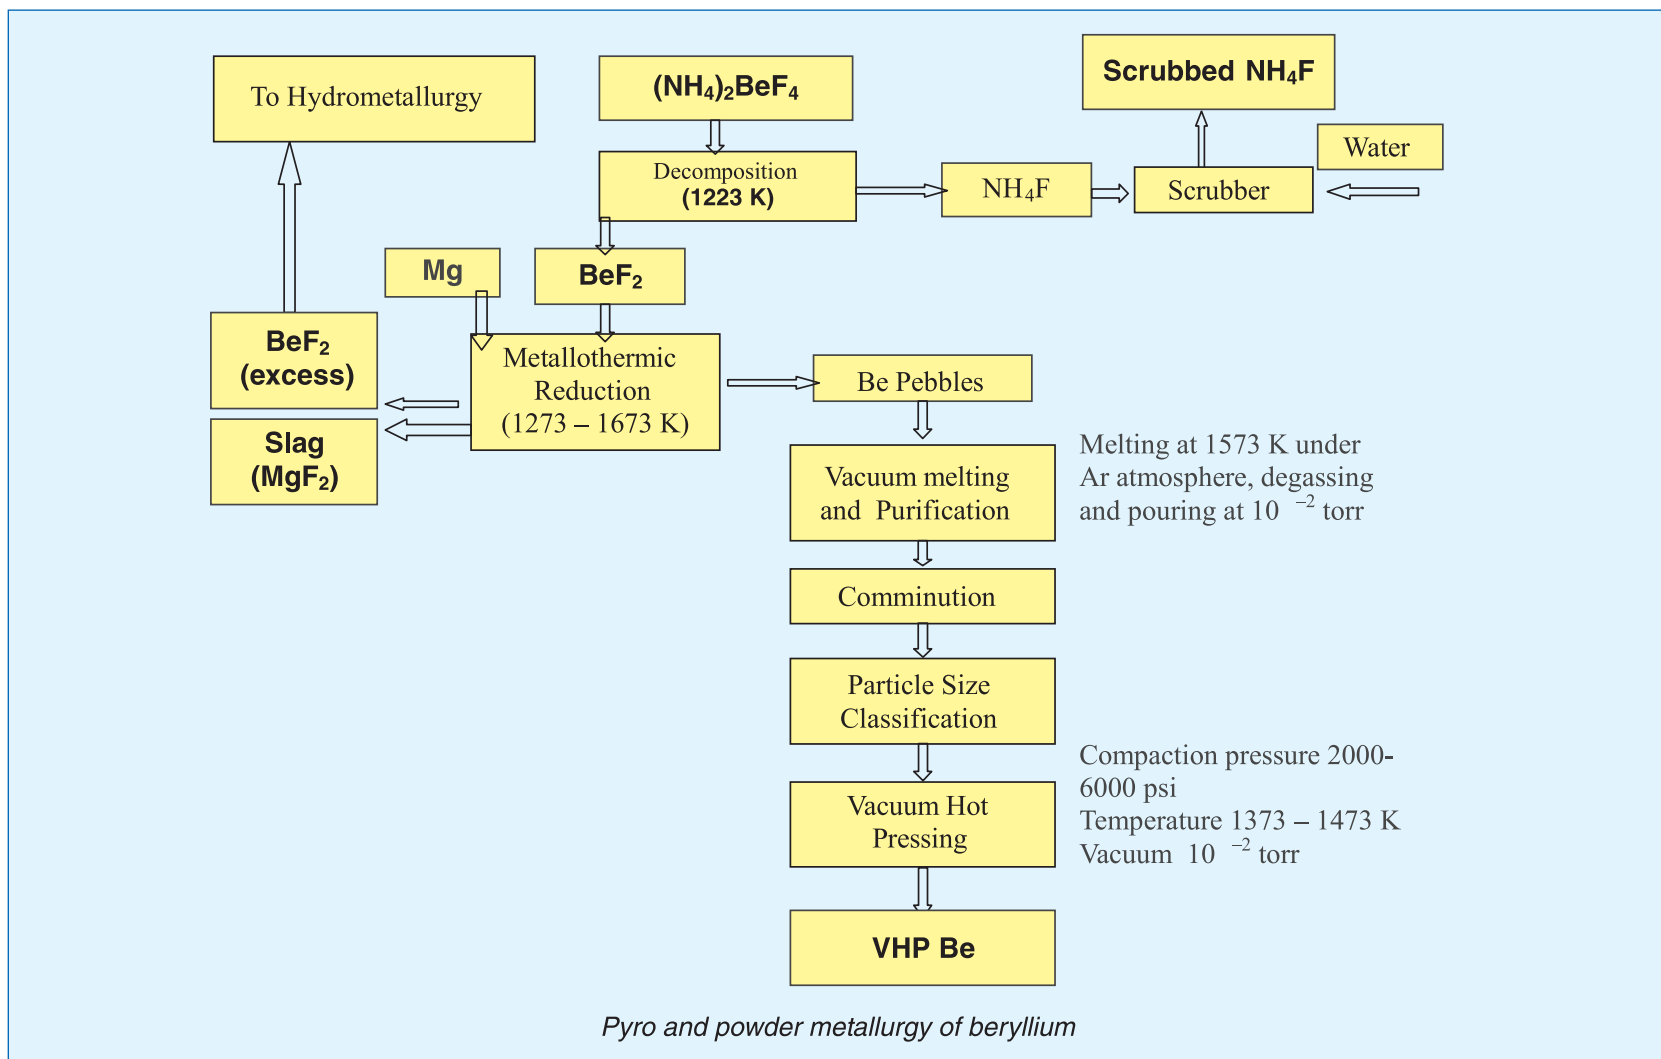 To Hydrometallurgy
(NH₄)₂BeF₄
Scrubbed NH₄F
Water
Decomposition
(1223 K)
NH₄F
Scrubber
Mg
BeF₂
BeF₂
(excess)
Slag
(MgF₂)
Metallothermic
Reduction
(1273 – 1673 K)
Be Pebbles
Vacuum melting
and Purification
Melting at 1573 K under
Ar atmosphere, degassing
and pouring at 10 ⁻² torr
Comminution
Particle Size
Classification
Vacuum Hot
Pressing
Compaction pressure 2000-
6000 psi
Temperature 1373 – 1473 K
Vacuum 10 ⁻² torr
VHP Be
Pyro and powder metallurgy of beryllium